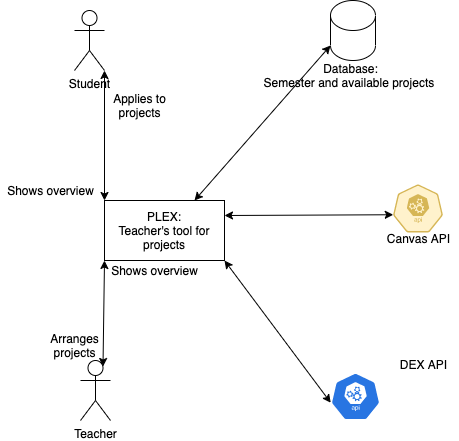 Student
Database:
Semester and available projects
Applies to
projects
Shows overview
PLEX:
Teacher's tool for
projects
api
Canvas API
Shows overview
Arranges
projects
DEX API
api
Teacher